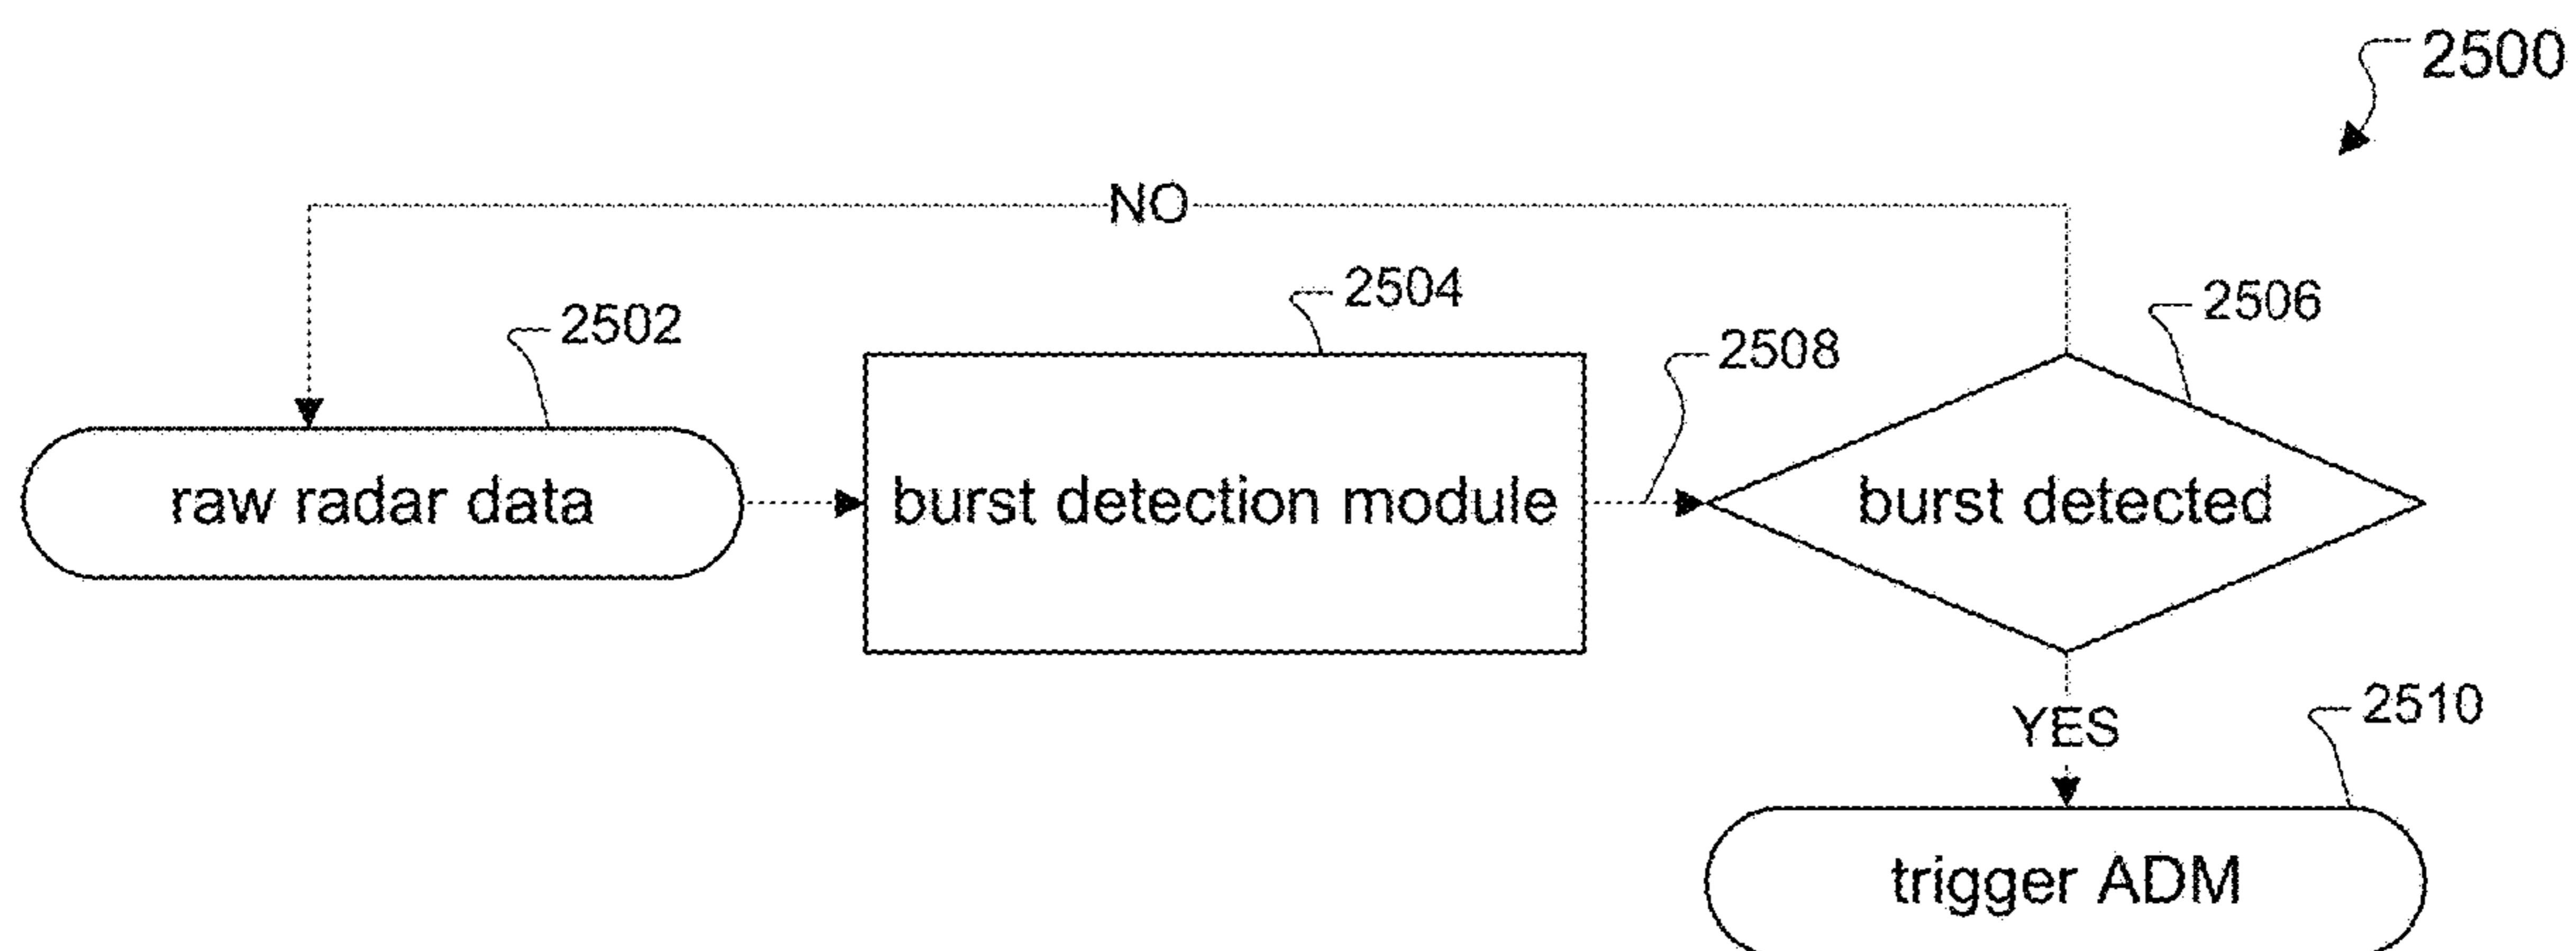 2500
NO
2504
2506
2502
2508
raw radar data
burst detection module
burst detected
YES
2510
trigger ADM